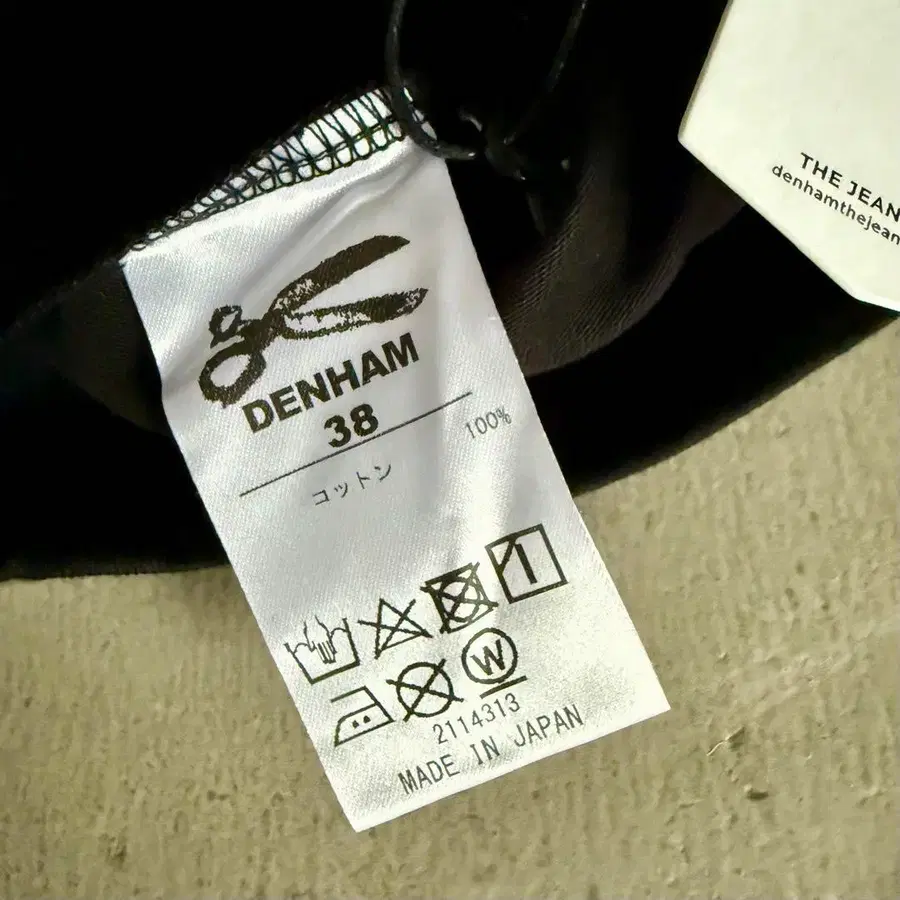 THE JEAN
denhamthejean
DENHAM
38
コットン 100%
W
2114313
MADE IN JAPAN